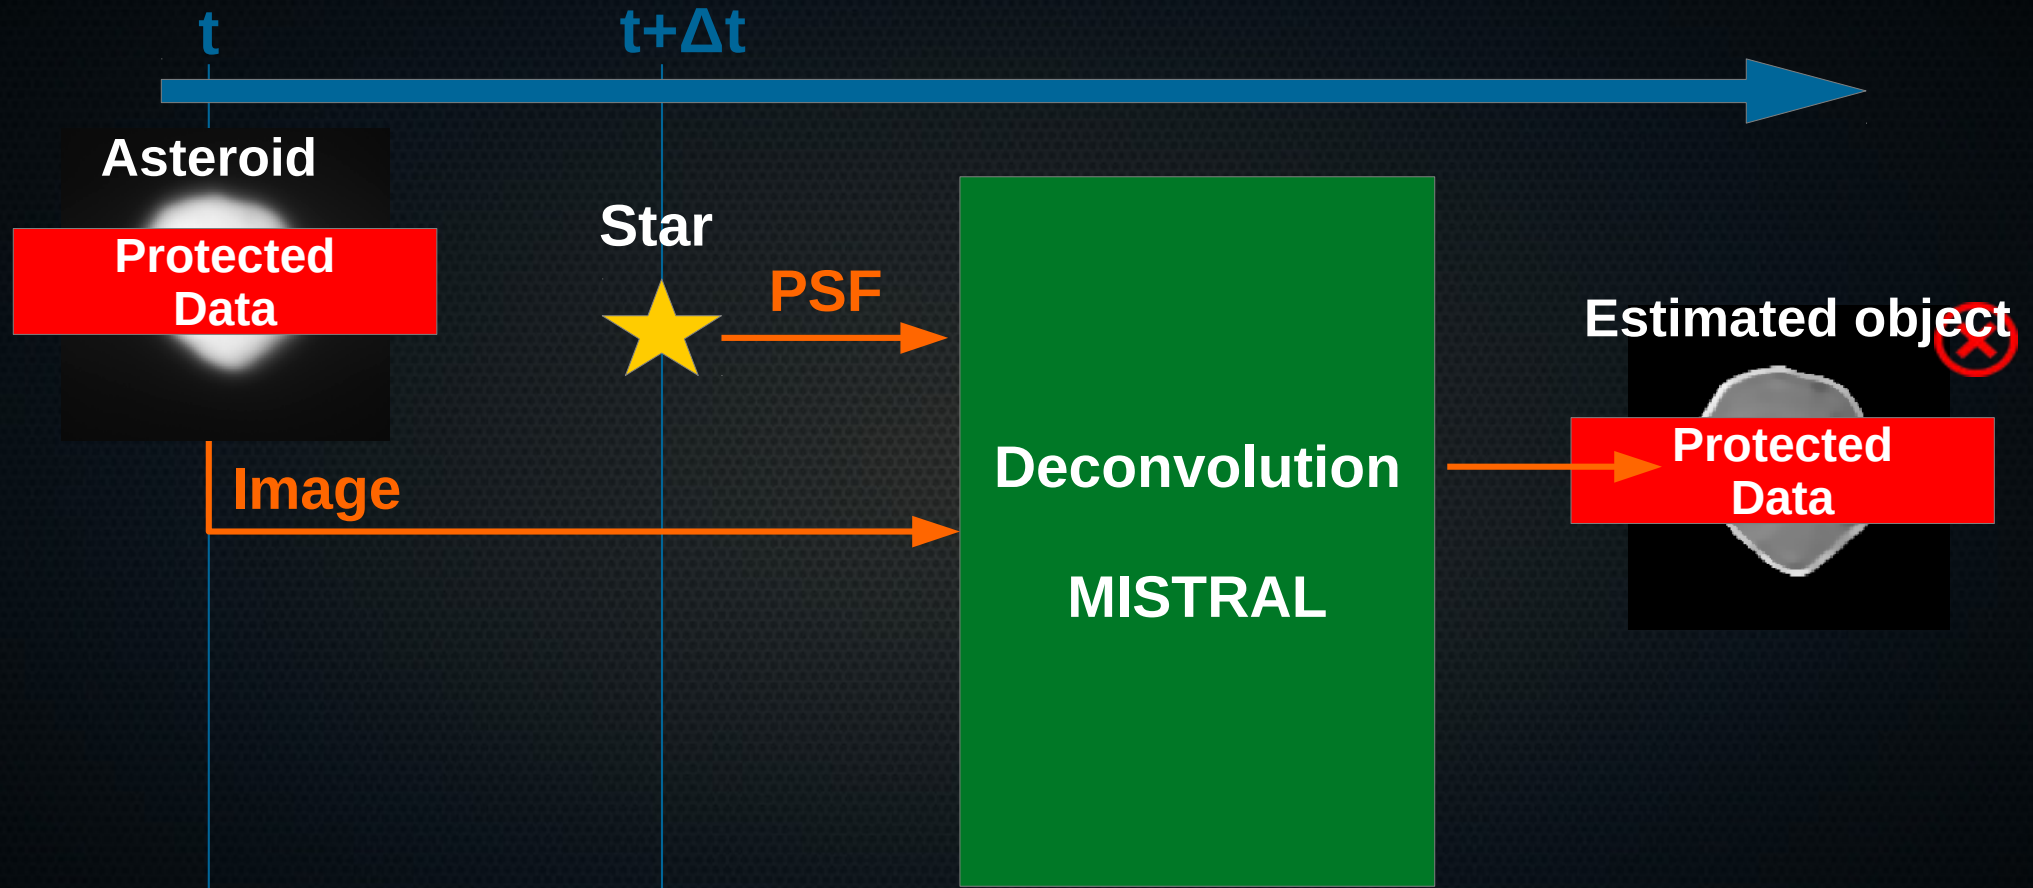 t
t+Δt
Asteroid
Protected
Data
Star
PSF
Image
Deconvolution
MISTRAL
Estimated object
Protected
Data